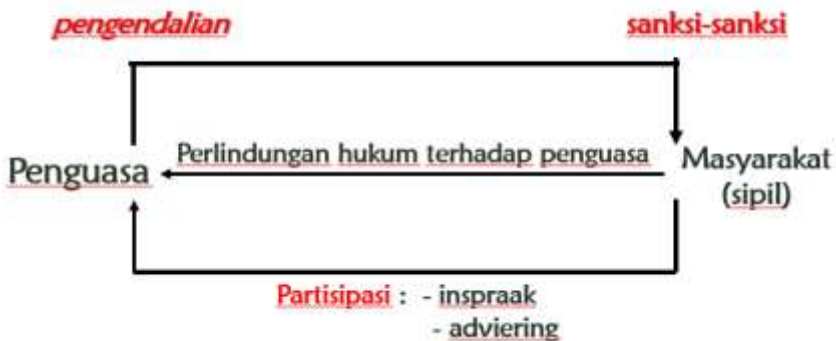 pengendalian
sanksi-sanksi
Perlindungan hukum terhadap penguasa
Penguasa
Masyarakat
(sipil)
Partisipasi : - inspraak
- adviering